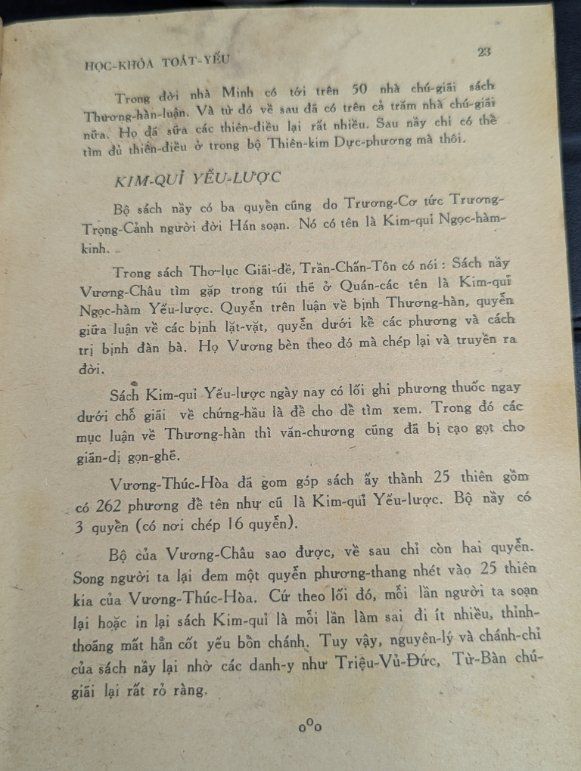 HỌC-KHÓA TOÁT-YẾU 23
Trong đời nhà Minh có tới trên 50 nhà chú-giải sách
Thương-hàn-luận. Và từ đó về sau đã có trên cả trăm nhà chú-giải
nữa. Họ đã sửa các thiên-điều lại rất nhiều. Sau nầy chỉ có thể
tìm đủ thiên-điều ở trong bộ Thiên-kim Dực-phương mà thôi.
KIM-QUỈ YẾU-LƯỢC
Bộ sách nầy có ba quyển cũng do Trương-Cơ tức Trương-
Trọng-Cảnh người đời Hán soạn. Nó có tên là Kim-quỉ Ngọc-hàm-
kinh.
Trong sách Thơ-lục Giải-đề, Trần-Chấn-Tôn có nói : Sách nầy
Vương-Châu tìm gặp trong túi thẻ ở Quán-các tên là Kim-quỉ
Ngọc-hàm Yếu-lược. Quyển trên luận về bịnh Thương-hàn, quyển
giữa luận về các bịnh lặt-vặt, quyển dưới kể các phương và cách
trị bịnh đàn bà. Họ Vương bèn theo đó mà chép lại và truyền ra
đời.
Sách Kim-quỉ Yếu-lược ngày nay có lối ghi phương thuốc ngay
dưới chỗ giải về chứng-hầu là để cho dễ tìm xem. Trong đó các
mục luận về Thương-hàn thì văn-chương cũng đã bị cạo gọt cho
giãn-dị gọn-ghẽ.
Vương-Thúc-Hòa đã gom góp sách ấy thành 25 thiên gồm
có 262 phương đề tên như cũ là Kim-quỉ Yếu-lược. Bộ nầy có
3 quyển (có nơi chép 16 quyển).
Bộ của Vương-Châu sao được, về sau chỉ còn hai quyển.
Song người ta lại đem một quyển phương-thang nhét vào 25 thiên
kia của Vương-Thúc-Hòa. Cứ theo lối đó, mỗi lần người ta soạn
lại hoặc in lại sách Kim-quỉ là mỗi lần làm sai đi ít nhiều, thỉnh-
thoãng mất hẳn cốt yếu bổn chánh. Tuy vậy, nguyên-lý và chánh-chỉ
của sách nầy lại nhờ các danh-y như Triệu-Vũ-Đức, Từ-Bàn chú-
giải lại rất rỏ ràng.
o0o